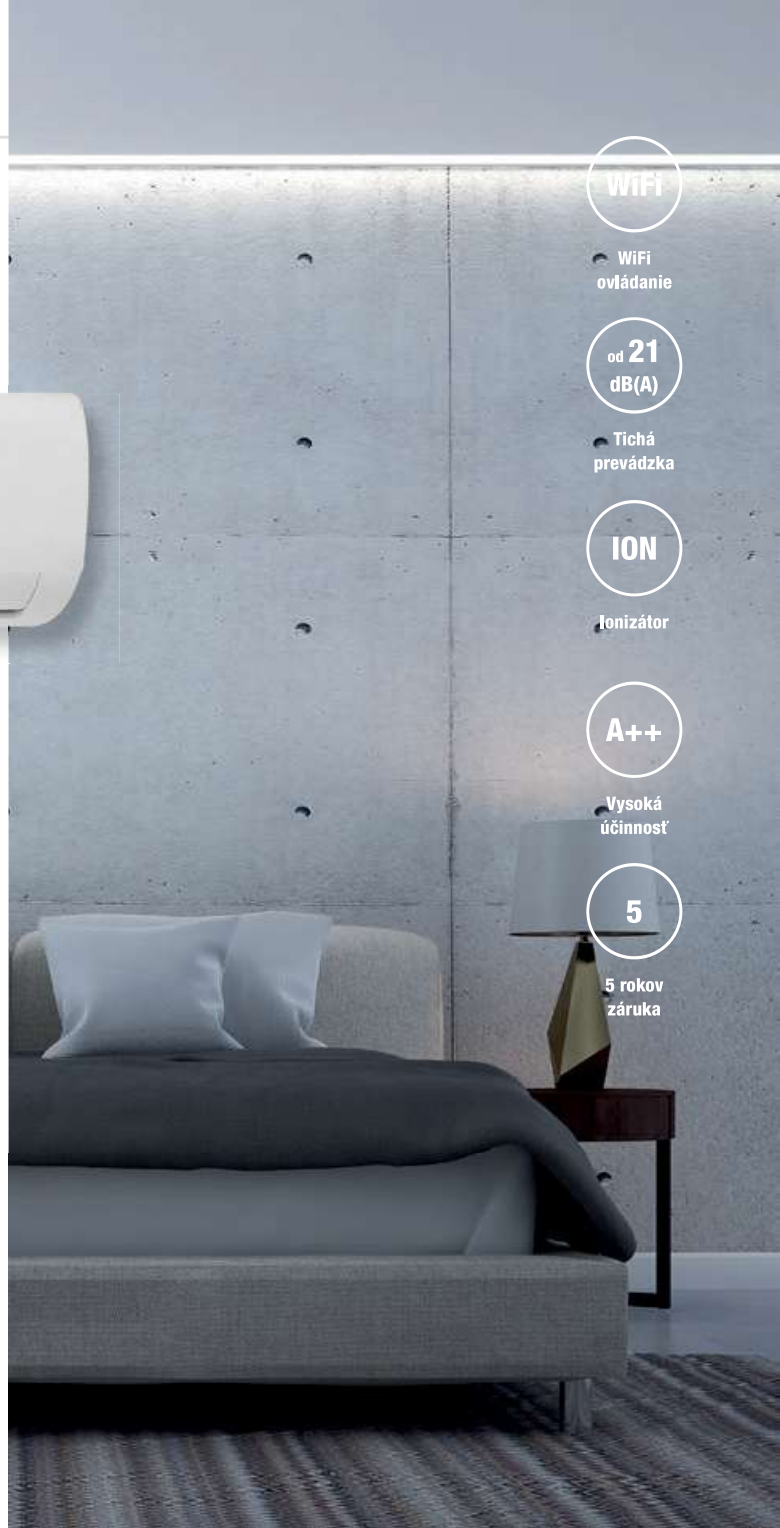 WiFi
WiFi
ovládanie
od 21
dB(A)
Tichá
prevádzka
ION
Ionizátor
A++
Vysoká
účinnosť
5
5 rokov
záruka